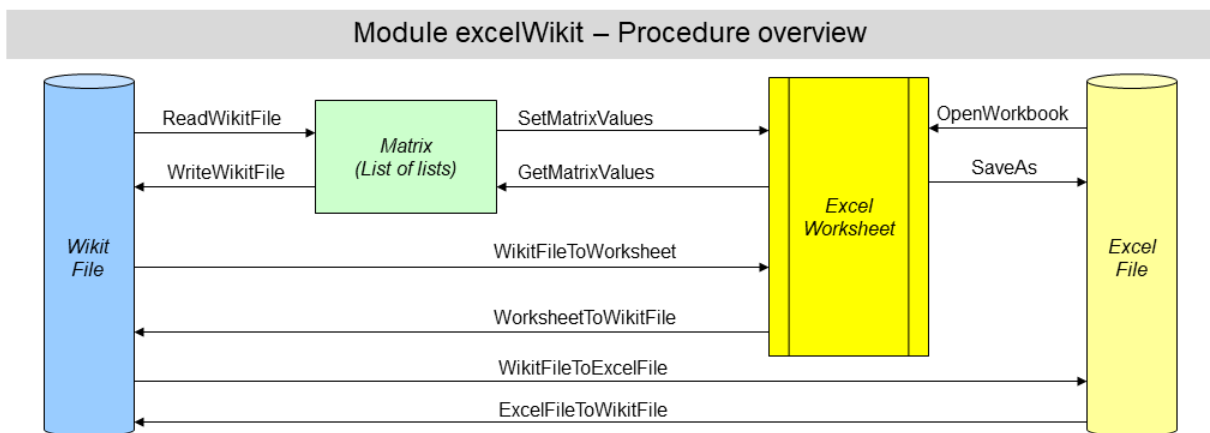 Module excelWikit – Procedure overview
ReadWikitFile
SetMatrixValues
OpenWorkbook
Matrix
(List of lists)
WriteWikitFile
GetMatrixValues
SaveAs
Excel
Worksheet
Wikit
File
WikitFileToWorksheet
Excel
File
WorksheetToWikitFile
WikitFileToExcelFile
ExcelFileToWikitFile